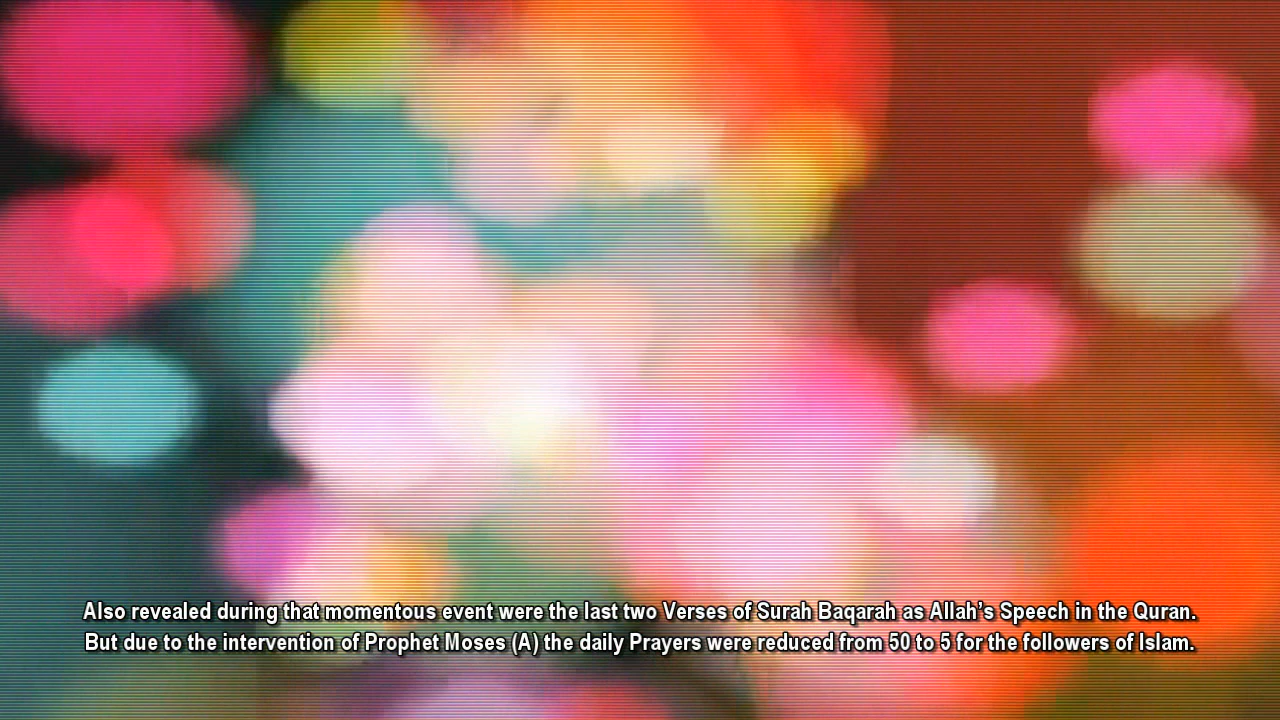 Also revealed during that momentous event were the last two Verses of Surah Baqarah as Allah's Speech in the Quran.
But due to the intervention of Prophet Moses (A) the daily Prayers were reduced from 50 to 5 for the followers of Islam.